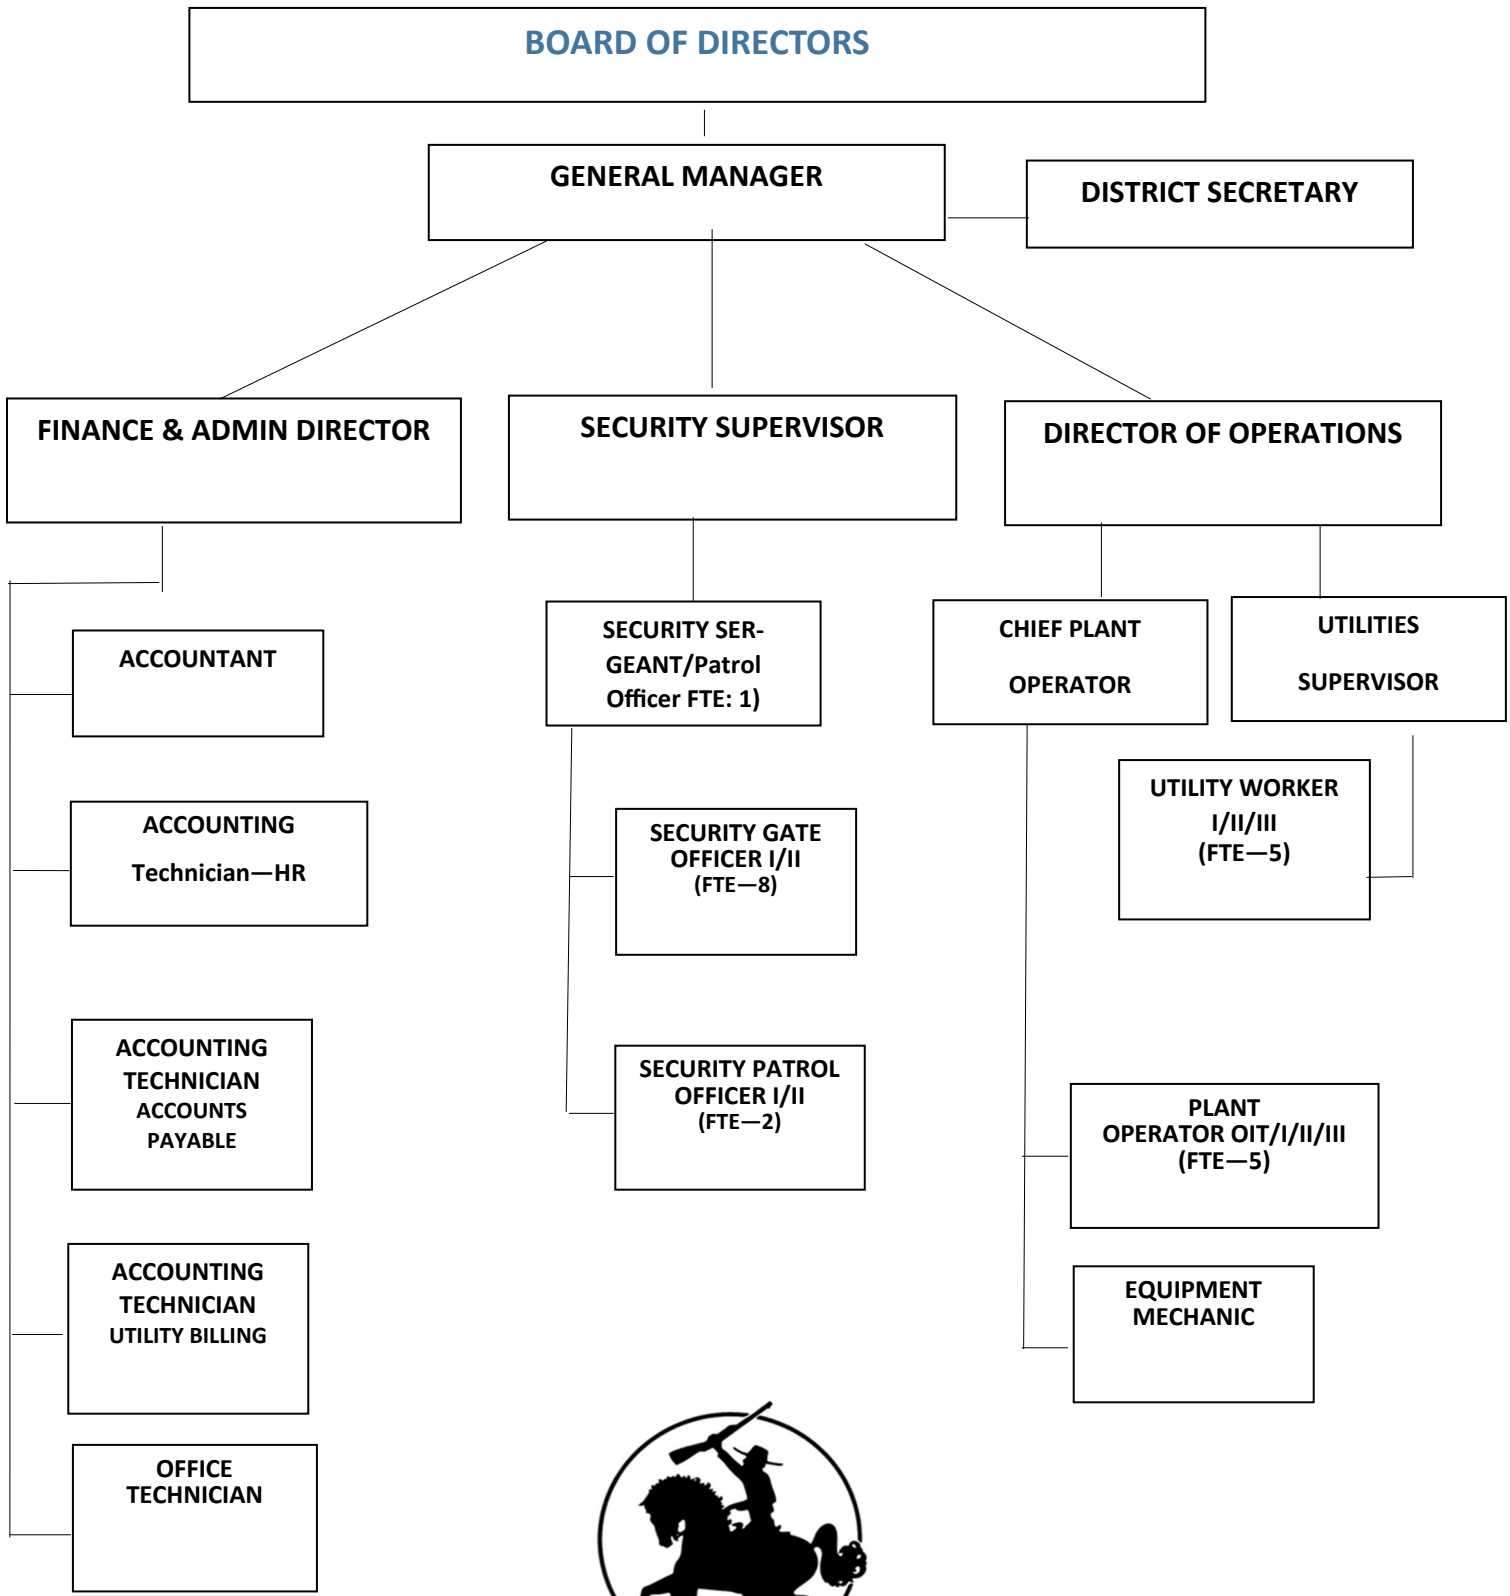 BOARD OF DIRECTORS
GENERAL MANAGER
DISTRICT SECRETARY
FINANCE & ADMIN DIRECTOR
SECURITY SUPERVISOR
DIRECTOR OF OPERATIONS
ACCOUNTANT
ACCOUNTING
Technician—HR
ACCOUNTING
TECHNICIAN
ACCOUNTS
PAYABLE
ACCOUNTING
TECHNICIAN
UTILITY BILLING
OFFICE
TECHNICIAN
SECURITY SER-
GEANT/Patrol
Officer FTE: 1)
SECURITY GATE
OFFICER I/II
(FTE—8)
SECURITY PATROL
OFFICER I/II
(FTE—2)
CHIEF PLANT
OPERATOR
UTILITIES
SUPERVISOR
UTILITY WORKER
I/II/III
(FTE—5)
PLANT
OPERATOR OIT/I/II/III
(FTE—5)
EQUIPMENT
MECHANIC